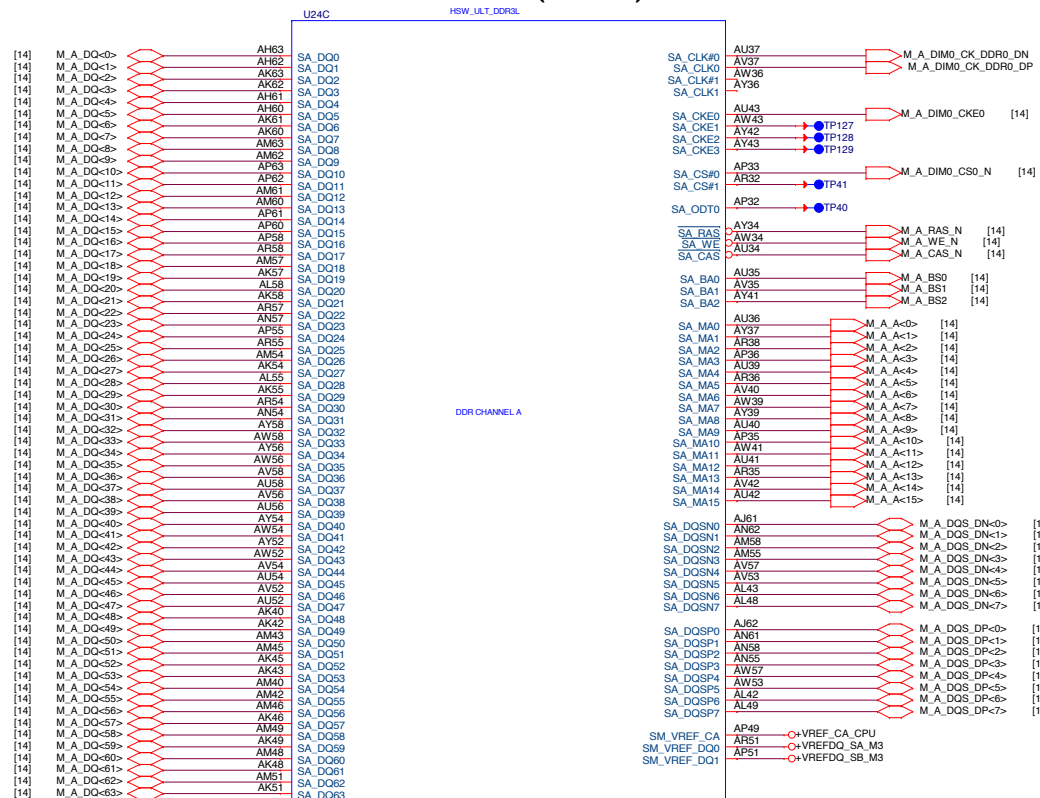 U24C
HSW_ULT_DDR3L
[14] M_A_DQ<0> AH63 SA_DQ0
[14] M_A_DQ<1> AH62 SA_DQ1
[14] M_A_DQ<2> AK63 SA_DQ2
[14] M_A_DQ<3> AK62 SA_DQ3
[14] M_A_DQ<4> AH61 SA_DQ4
[14] M_A_DQ<5> AH60 SA_DQ5
[14] M_A_DQ<6> AK61 SA_DQ6
[14] M_A_DQ<7> AK60 SA_DQ7
[14] M_A_DQ<8> AM63 SA_DQ8
[14] M_A_DQ<9> AM62 SA_DQ9
[14] M_A_DQ<10> AP63 SA_DQ10
[14] M_A_DQ<11> AP62 SA_DQ11
[14] M_A_DQ<12> AM61 SA_DQ12
[14] M_A_DQ<13> AM60 SA_DQ13
[14] M_A_DQ<14> AP61 SA_DQ14
[14] M_A_DQ<15> AP60 SA_DQ15
[14] M_A_DQ<16> AP58 SA_DQ16
[14] M_A_DQ<17> AR58 SA_DQ17
[14] M_A_DQ<18> AM57 SA_DQ18
[14] M_A_DQ<19> AK57 SA_DQ19
[14] M_A_DQ<20> AL58 SA_DQ20
[14] M_A_DQ<21> AK58 SA_DQ21
[14] M_A_DQ<22> AR57 SA_DQ22
[14] M_A_DQ<23> AN57 SA_DQ23
[14] M_A_DQ<24> AP55 SA_DQ24
[14] M_A_DQ<25> AR55 SA_DQ25
[14] M_A_DQ<26> AM54 SA_DQ26
[14] M_A_DQ<27> AK54 SA_DQ27
[14] M_A_DQ<28> AL55 SA_DQ28
[14] M_A_DQ<29> AK55 SA_DQ29
[14] M_A_DQ<30> AR54 SA_DQ30
[14] M_A_DQ<31> AN54 SA_DQ31
[14] M_A_DQ<32> AY58 SA_DQ32
[14] M_A_DQ<33> AW58 SA_DQ33
[14] M_A_DQ<34> AY56 SA_DQ34
[14] M_A_DQ<35> AW56 SA_DQ35
[14] M_A_DQ<36> AV58 SA_DQ36
[14] M_A_DQ<37> AU58 SA_DQ37
[14] M_A_DQ<38> AV56 SA_DQ38
[14] M_A_DQ<39> AU56 SA_DQ39
[14] M_A_DQ<40> AY54 SA_DQ40
[14] M_A_DQ<41> AW54 SA_DQ41
[14] M_A_DQ<42> AY52 SA_DQ42
[14] M_A_DQ<43> AW52 SA_DQ43
[14] M_A_DQ<44> AV54 SA_DQ44
[14] M_A_DQ<45> AU54 SA_DQ45
[14] M_A_DQ<46> AV52 SA_DQ46
[14] M_A_DQ<47> AU52 SA_DQ47
[14] M_A_DQ<48> AK40 SA_DQ48
[14] M_A_DQ<49> AK42 SA_DQ49
[14] M_A_DQ<50> AM43 SA_DQ50
[14] M_A_DQ<51> AM45 SA_DQ51
[14] M_A_DQ<52> AK45 SA_DQ52
[14] M_A_DQ<53> AK43 SA_DQ53
[14] M_A_DQ<54> AM40 SA_DQ54
[14] M_A_DQ<55> AM42 SA_DQ55
[14] M_A_DQ<56> AM46 SA_DQ56
[14] M_A_DQ<57> AK46 SA_DQ57
[14] M_A_DQ<58> AM49 SA_DQ58
[14] M_A_DQ<59> AK49 SA_DQ59
[14] M_A_DQ<60> AM48 SA_DQ60
[14] M_A_DQ<61> AK48 SA_DQ61
[14] M_A_DQ<62> AM51 SA_DQ62
[14] M_A_DQ<63> AK51 SA_DQ63
DDR CHANNEL A
SA_CLK#0 AU37 M_A_DIM0_CK_DDR0_DN
SA_CLK0 AV37 M_A_DIM0_CK_DDR0_DP
SA_CLK#1 AW36
SA_CLK1 AY36
SA_CKE0 AU43 M_A_DIM0_CKE0 [14]
SA_CKE1 AW43 TP127
SA_CKE2 AY42 TP128
SA_CKE3 AY43 TP129
SA_CS#0 AP33 M_A_DIM0_CS0_N [14]
SA_CS#1 AR32 TP41
SA_ODT0 AP32 TP40
SA_RAS AY34 M_A_RAS_N [14]
SA_WE AW34 M_A_WE_N [14]
SA_CAS AU34 M_A_CAS_N [14]
SA_BA0 AU35 M_A_BS0 [14]
SA_BA1 AV35 M_A_BS1 [14]
SA_BA2 AY41 M_A_BS2 [14]
SA_MA0 AU36 M_A_A<0> [14]
SA_MA1 AY37 M_A_A<1> [14]
SA_MA2 AR38 M_A_A<2> [14]
SA_MA3 AP36 M_A_A<3> [14]
SA_MA4 AU39 M_A_A<4> [14]
SA_MA5 AR36 M_A_A<5> [14]
SA_MA6 AV40 M_A_A<6> [14]
SA_MA7 AW39 M_A_A<7> [14]
SA_MA8 AY39 M_A_A<8> [14]
SA_MA9 AU40 M_A_A<9> [14]
SA_MA10 AP35 M_A_A<10> [14]
SA_MA11 AW41 M_A_A<11> [14]
SA_MA12 AU41 M_A_A<12> [14]
SA_MA13 AR35 M_A_A<13> [14]
SA_MA14 AV42 M_A_A<14> [14]
SA_MA15 AU42 M_A_A<15> [14]
SA_DQSN0 AJ61 M_A_DQS_DN<0> [1
SA_DQSN1 AN62 M_A_DQS_DN<1> [1
SA_DQSN2 AM58 M_A_DQS_DN<2> [1
SA_DQSN3 AM55 M_A_DQS_DN<3> [1
SA_DQSN4 AV57 M_A_DQS_DN<4> [1
SA_DQSN5 AV53 M_A_DQS_DN<5> [1
SA_DQSN6 AL43 M_A_DQS_DN<6> [1
SA_DQSN7 AL48 M_A_DQS_DN<7> [1
SA_DQSP0 AJ62 M_A_DQS_DP<0> [1
SA_DQSP1 AN61 M_A_DQS_DP<1> [1
SA_DQSP2 AN58 M_A_DQS_DP<2> [1
SA_DQSP3 AN55 M_A_DQS_DP<3> [1
SA_DQSP4 AW57 M_A_DQS_DP<4> [1
SA_DQSP5 AW53 M_A_DQS_DP<5> [1
SA_DQSP6 AL42 M_A_DQS_DP<6> [1
SA_DQSP7 AL49 M_A_DQS_DP<7> [1
SM_VREF_CA AP49 +VREF_CA_CPU
SM_VREF_DQ0 AR51 +VREFDQ_SA_M3
SM_VREF_DQ1 AP51 +VREFDQ_SB_M3